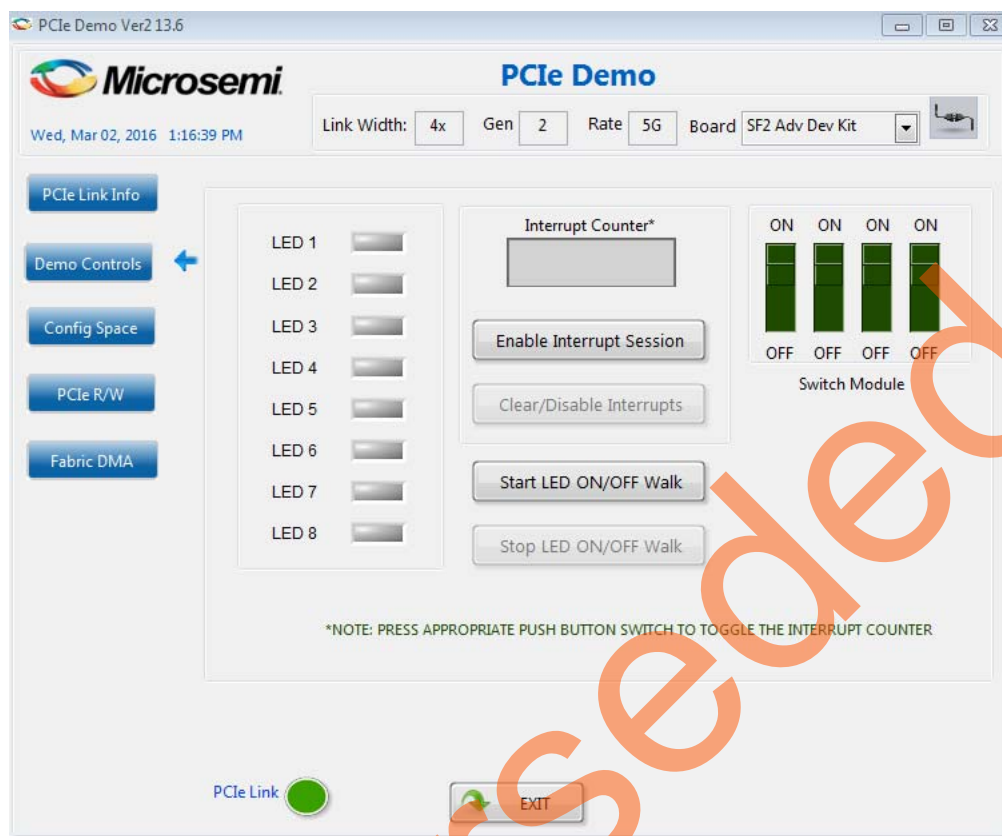 PCIe Demo Ver2 13.6
Microsemi.
PCIe Demo
Wed, Mar 02, 2016 1:16:39 PM
Link Width: 4x Gen 2 Rate 5G Board SF2 Adv Dev Kit
PCIe Link Info
Demo Controls
Config Space
PCIe R/W
Fabric DMA
LED 1
LED 2
LED 3
LED 4
LED 5
LED 6
LED 7
LED 8
Interrupt Counter*
Enable Interrupt Session
Clear/Disable Interrupts
Start LED ON/OFF Walk
Stop LED ON/OFF Walk
ON ON ON ON
OFF OFF OFF OFF
Switch Module
*NOTE: PRESS APPROPRIATE PUSH BUTTON SWITCH TO TOGGLE THE INTERRUPT COUNTER
PCIe Link
EXIT
rseded